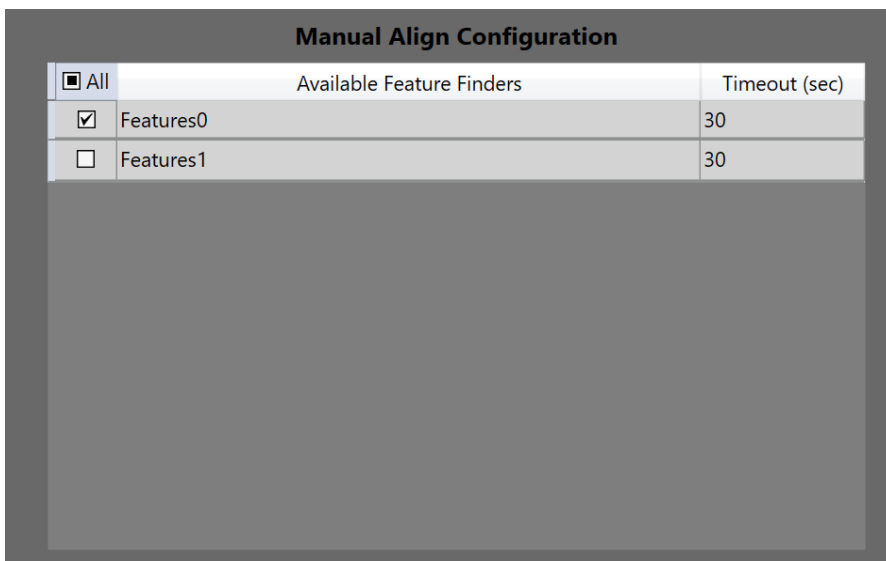 Manual Align Configuration
All Available Feature Finders Timeout (sec)
Features0 30
Features1 30